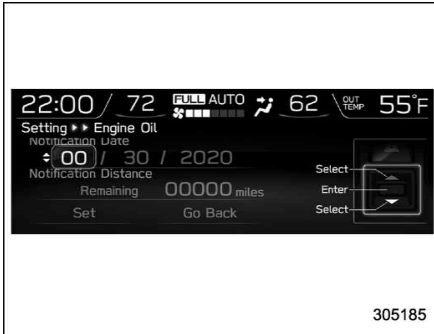 22:00 / 72 FULL AUTO 62 OUT TEMP 55°F
Setting ▸▸ Engine Oil
Notification Date
00 / 30 / 2020
Notification Distance
Remaining 00000 miles
Set Go Back
Select
Enter
Select
305185